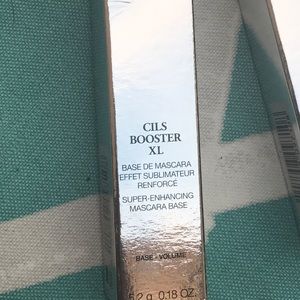 CILS
BOOSTER
XL
BASE DE MASCARA
EFFET SUBLIMATEUR
RENFORCÉ
SUPER-ENHANCING
MASCARA BASE
BASE - VOLUME
5.2 g. 0.18 OZ.